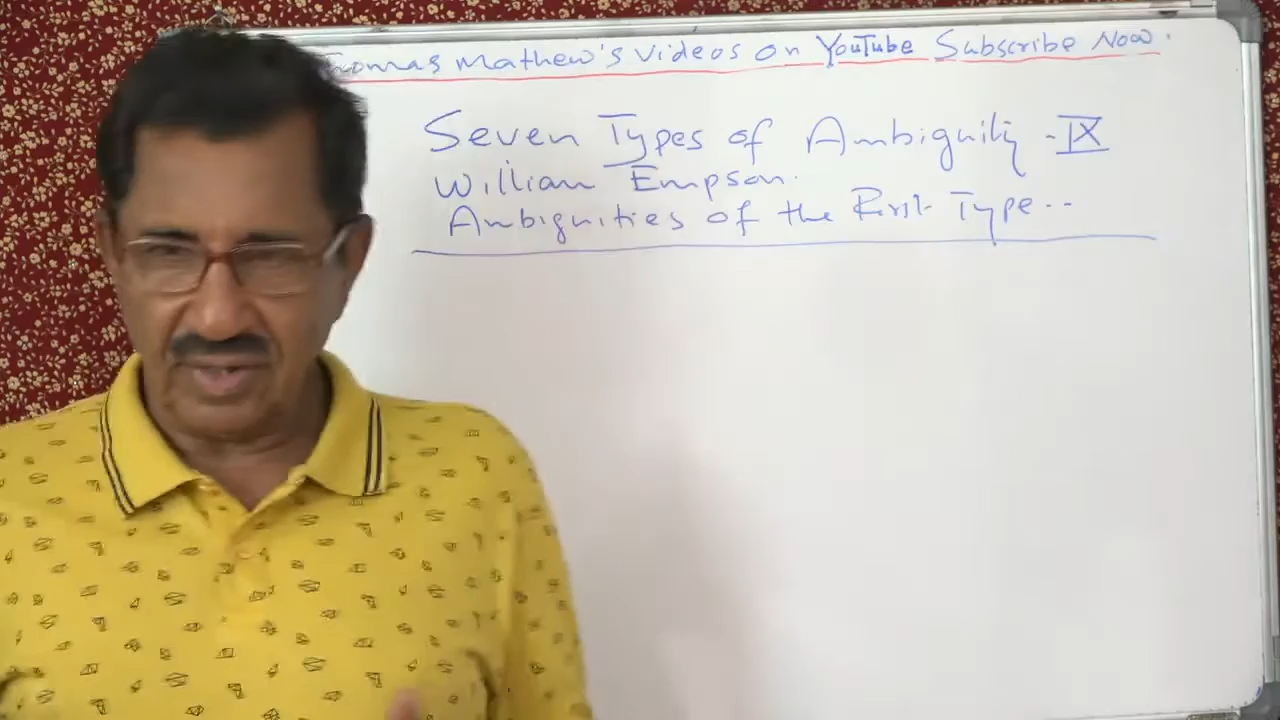 Thomas Mathew's Videos on YouTube Subscribe Now.
Seven Types of Ambiguity - IX
William Empson.
Ambiguities of the First Type..